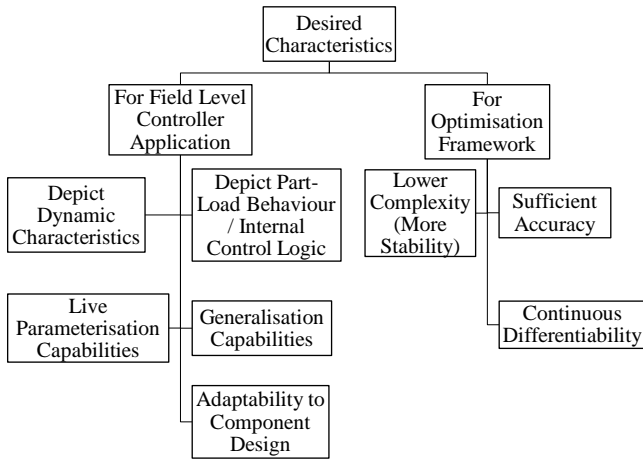 Desired
Characteristics
For Field Level
Controller
Application
For
Optimisation
Framework
Depict
Dynamic
Characteristics
Depict Part-
Load Behaviour
/ Internal
Control Logic
Lower
Complexity
(More
Stability)
Sufficient
Accuracy
Live
Parameterisation
Capabilities
Generalisation
Capabilities
Continuous
Differentiability
Adaptability to
Component
Design